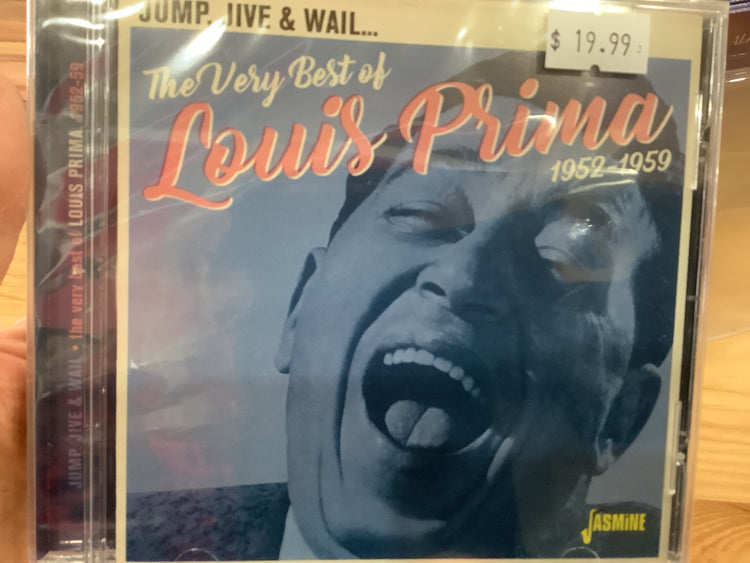 JUMP, JIVE & WAIL...
$ 19.99
The Very Best of
Louis Prima
1952-1959
JUMP JIVE & WAIL • the very best of LOUIS PRIMA 1952-59
JASMINE